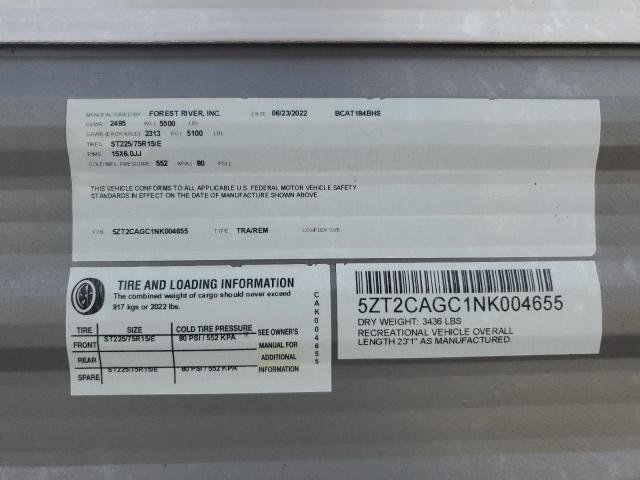 MANUFACTURED BY FOREST RIVER, INC. DATE 06/23/2022 BCAT184BHS
GVWR 2495 KG( 5500 LB)
GAWR (EACH AXLE) 2313 KG( 5100 LB)
TIRES ST225/75R15/E
RIMS 15X6.0JJ
COLD INFL PRESSURE: 552 KPA( 80 PSI)
THIS VEHICLE CONFORMS TO ALL APPLICABLE U.S. FEDERAL MOTOR VEHICLE SAFETY
STANDARDS IN EFFECT ON THE DATE OF MANUFACTURE SHOWN ABOVE.
V I N 5ZT2CAGC1NK004655 TYPE TRA/REM COUPLER SIZE
TIRE AND LOADING INFORMATION
The combined weight of cargo should never exceed
917 kgs or 2022 lbs.
TIRE SIZE COLD TIRE PRESSURE SEE OWNER'S
FRONT ST225/75R15/E 80 PSI / 552 KPA MANUAL FOR
REAR ADDITIONAL
SPARE ST225/75R15/E 80 PSI / 552 KPA INFORMATION
CAK004655
5ZT2CAGC1NK004655
DRY WEIGHT: 3436 LBS
RECREATIONAL VEHICLE OVERALL
LENGTH 23'1" AS MANUFACTURED.